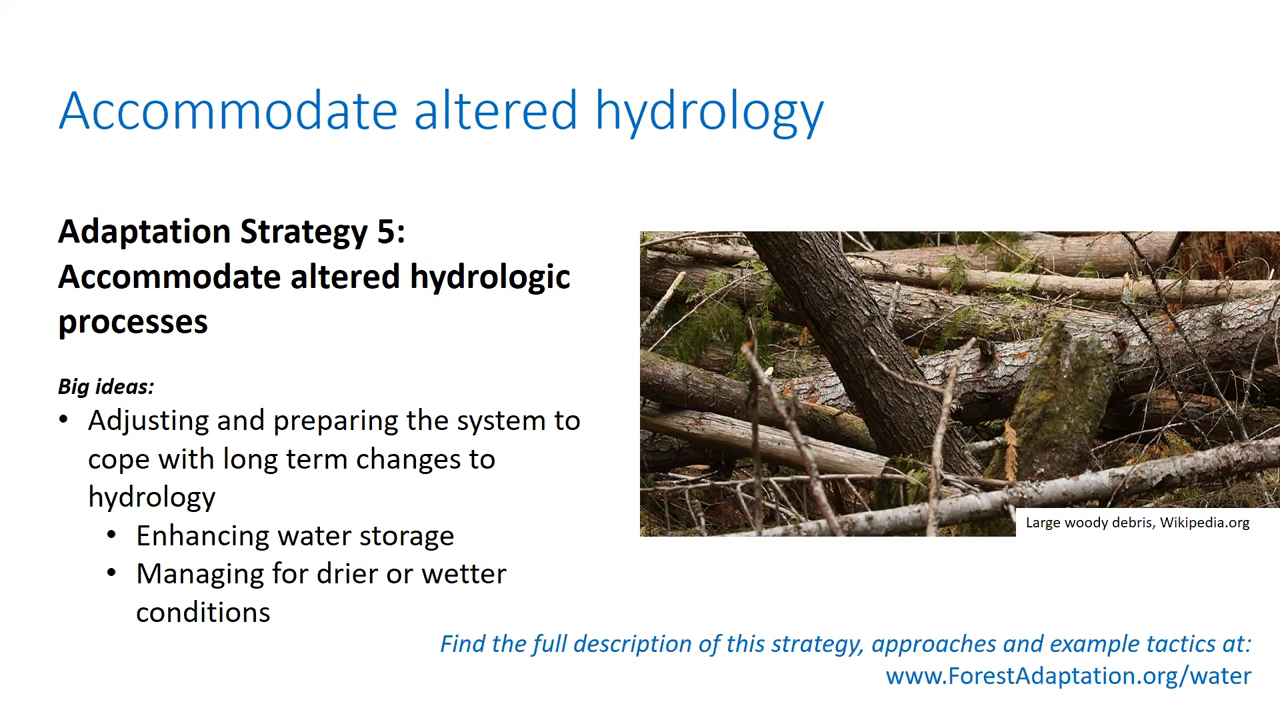 Accommodate altered hydrology
Adaptation Strategy 5:
Accommodate altered hydrologic
processes
Big ideas:
• Adjusting and preparing the system to
cope with long term changes to
hydrology
• Enhancing water storage
• Managing for drier or wetter
conditions
Large woody debris, Wikipedia.org
Find the full description of this strategy, approaches and example tactics at:
www.ForestAdaptation.org/water